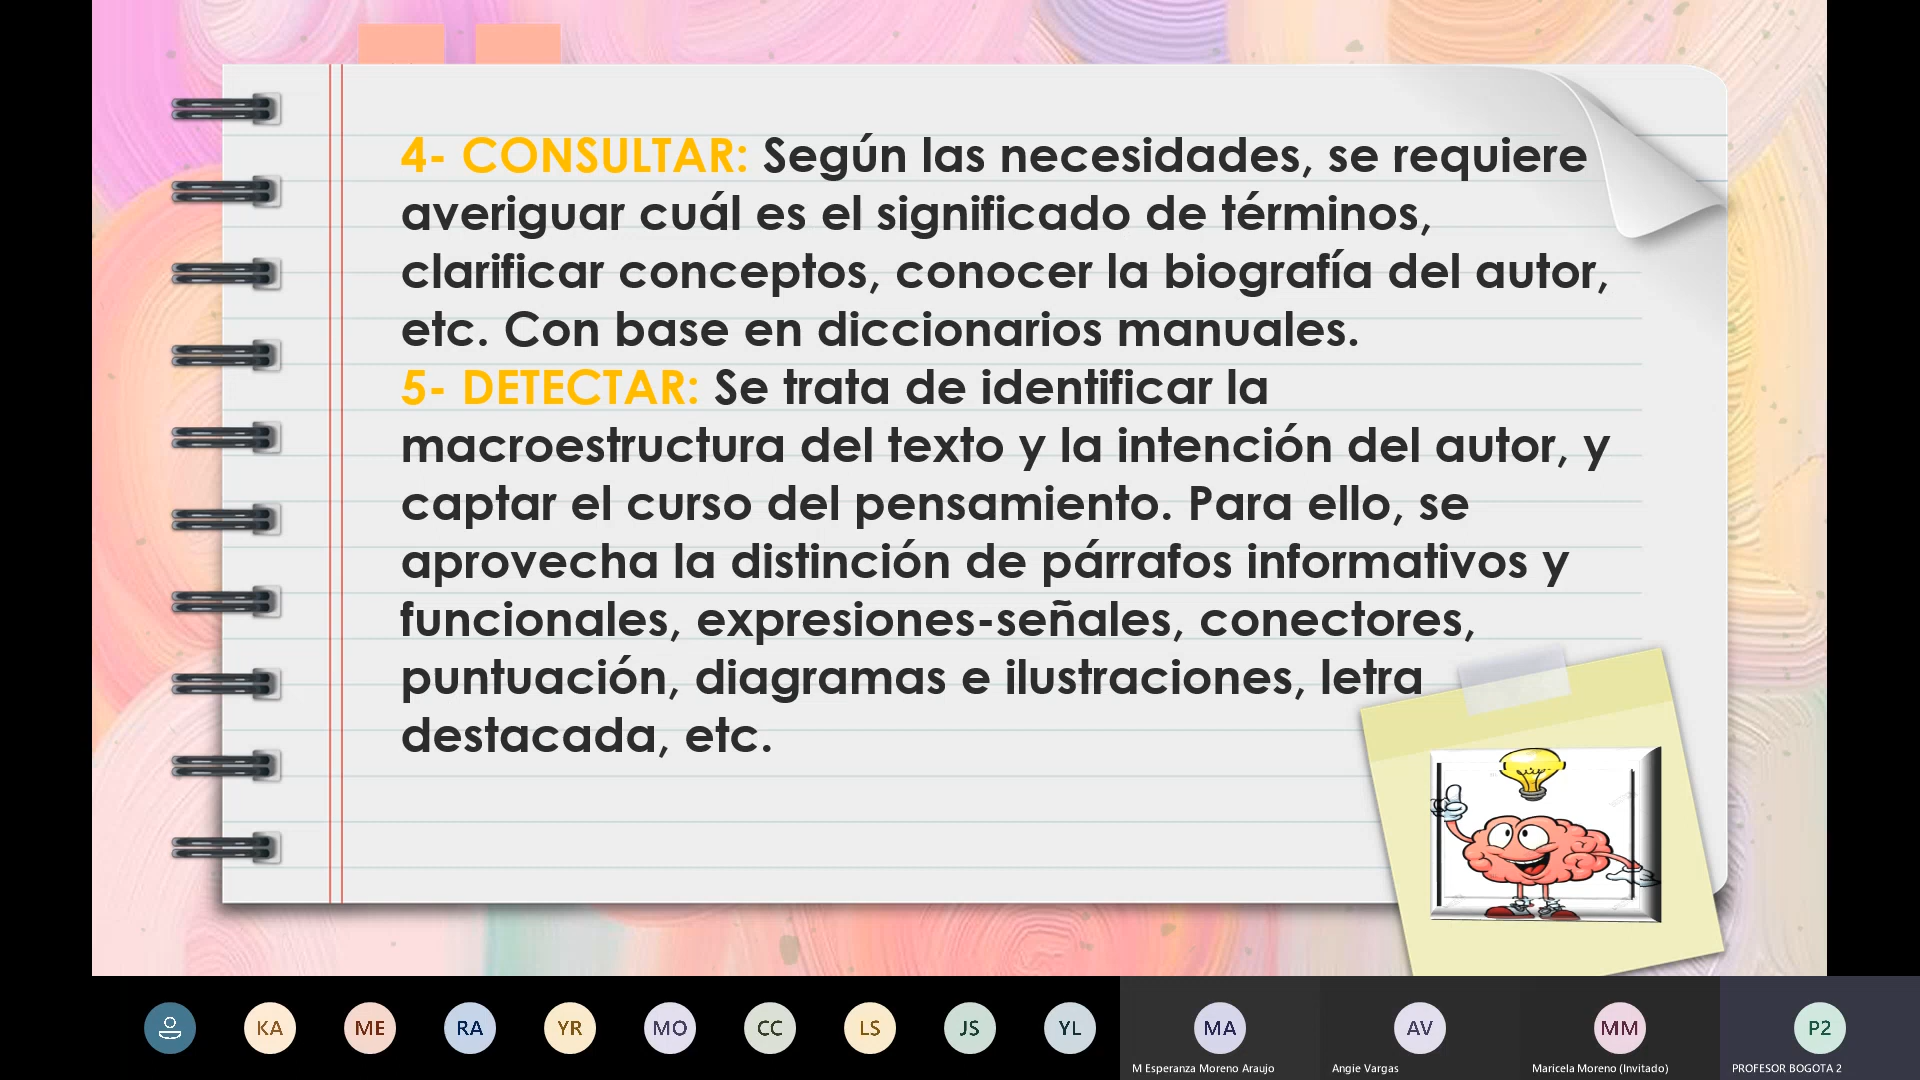 4- CONSULTAR: Según las necesidades, se requiere
averiguar cuál es el significado de términos,
clarificar conceptos, conocer la biografía del autor,
etc. Con base en diccionarios manuales.
5- DETECTAR: Se trata de identificar la
macroestructura del texto y la intención del autor, y
captar el curso del pensamiento. Para ello, se
aprovecha la distinción de párrafos informativos y
funcionales, expresiones-señales, conectores,
puntuación, diagramas e ilustraciones, letra
destacada, etc.
KA ME RA YR MO CC LS JS YL MA AV MM P2
M Esperanza Moreno Araujo Angie Vargas Maricela Moreno (Invitado) PROFESOR BOGOTA 2